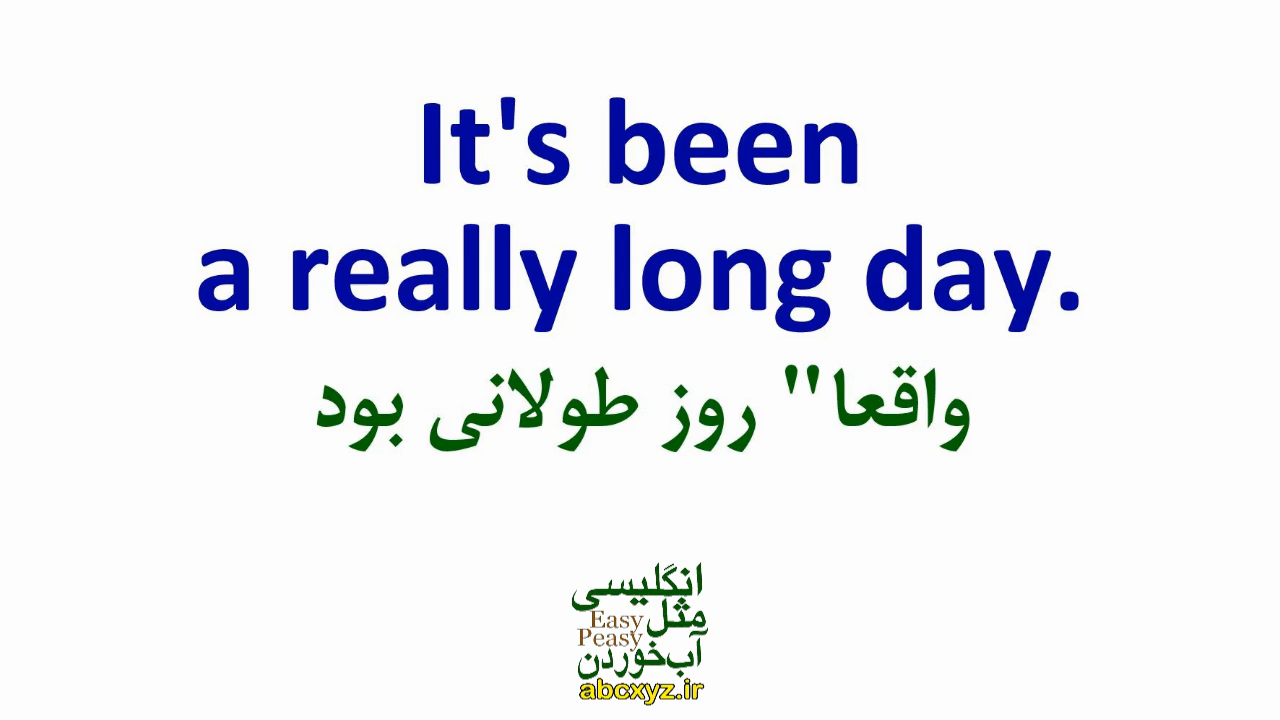 It's been
a really long day.
واقعا" روز طولانی بود
انگلیسی
مثل
Easy
Peasy
آب‌خوردن
abcxyz.ir